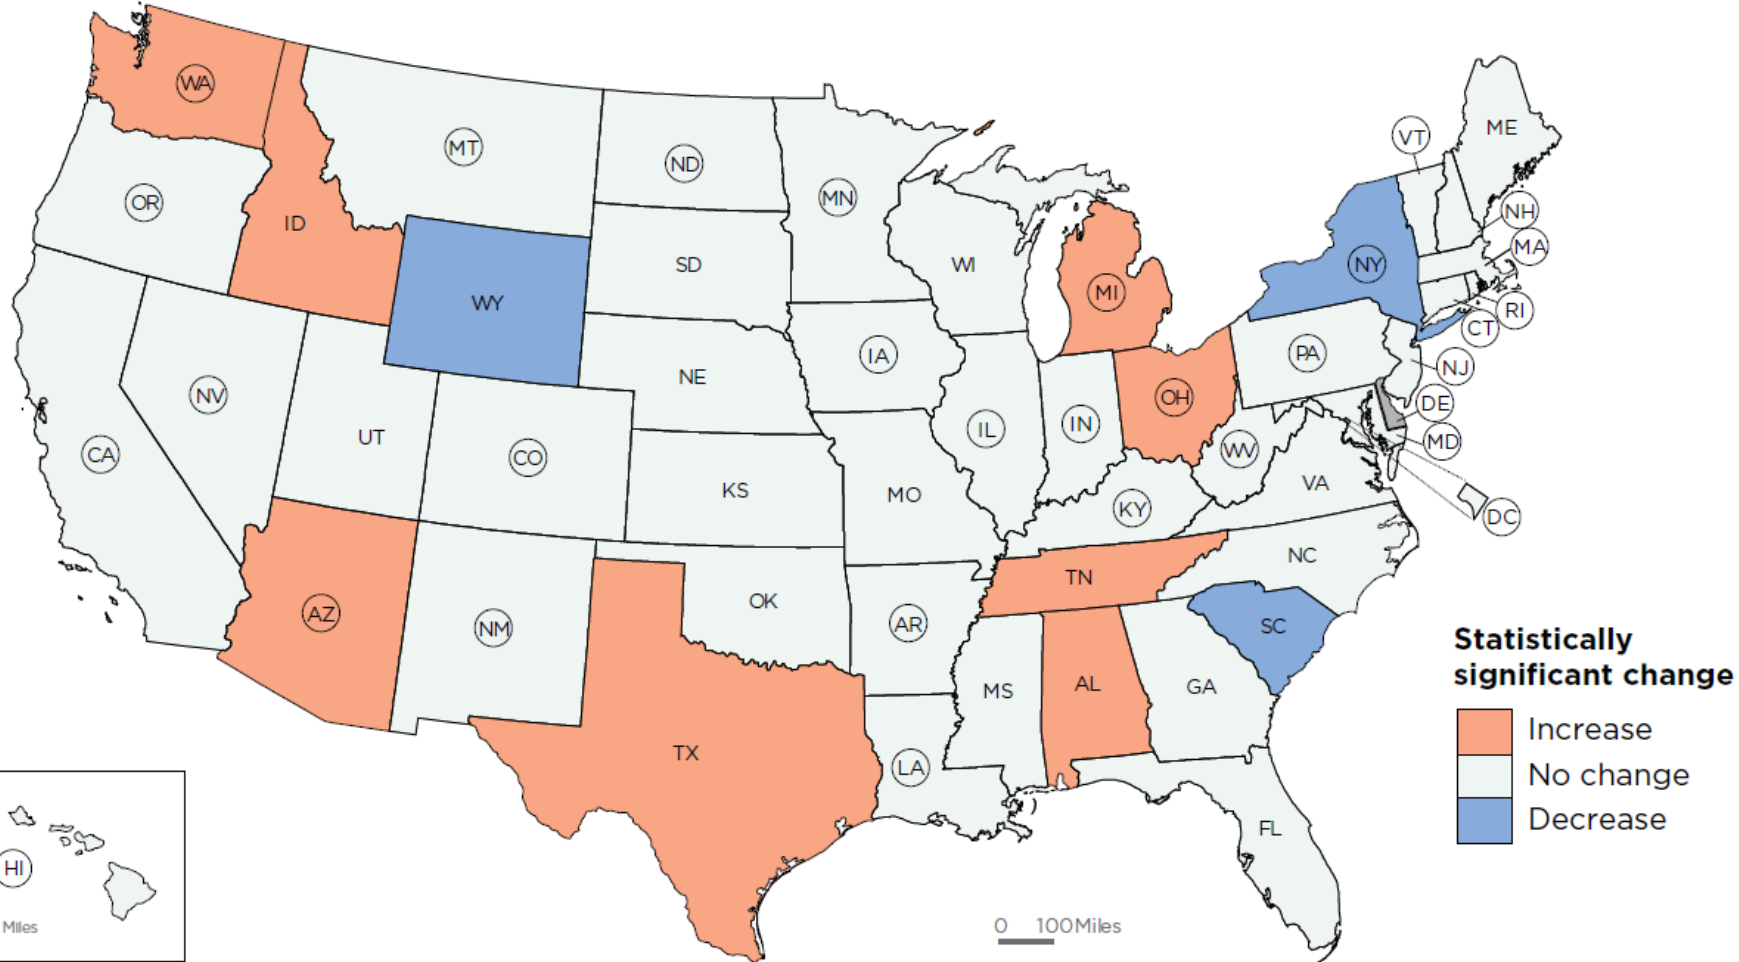 WA
MT
ND
MN
VT
ME
OR
ID
SD
WI
NH
MA
WY
NY
MI
RI
CT
IA
PA
NJ
NV
NE
OH
DE
UT
CO
IL
IN
WV
MD
CA
KS
MO
KY
VA
DC
NC
AZ
NM
OK
AR
TN
SC
TX
MS
AL
GA
LA
FL
Statistically
significant change
Increase
No change
Decrease
HI
Miles
0 100Miles